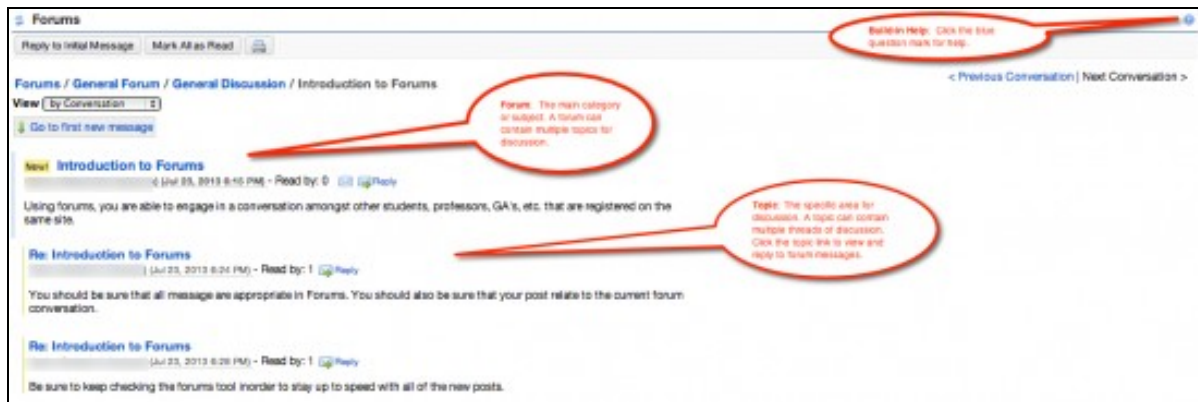 Forums
Reply to Initial Message Mark All as Read
Build-in Help: Click the blue
question mark for help.
Forums / General Forum / General Discussion / Introduction to Forums
< Previous Conversation | Next Conversation >
View by Conversation
Go to first new message
Forum: The main category
or subject. A forum can
contain multiple topics for
discussion.
New! Introduction to Forums
(Jul 23, 2013 6:15 PM) - Read by: 0 Reply
Using forums, you are able to engage in a conversation amongst other students, professors, GA's, etc. that are registered on the
same site.
Topic: The specific area for
discussion. A topic can contain
multiple threads of discussion.
Click the topic link to view and
reply to forum messages.
Re: Introduction to Forums
(Jul 23, 2013 6:24 PM) - Read by: 1 Reply
You should be sure that all message are appropriate in Forums. You should also be sure that your post relate to the current forum
conversation.
Re: Introduction to Forums
(Jul 23, 2013 6:28 PM) - Read by: 1 Reply
Be sure to keep checking the forums tool inorder to stay up to speed with all of the new posts.